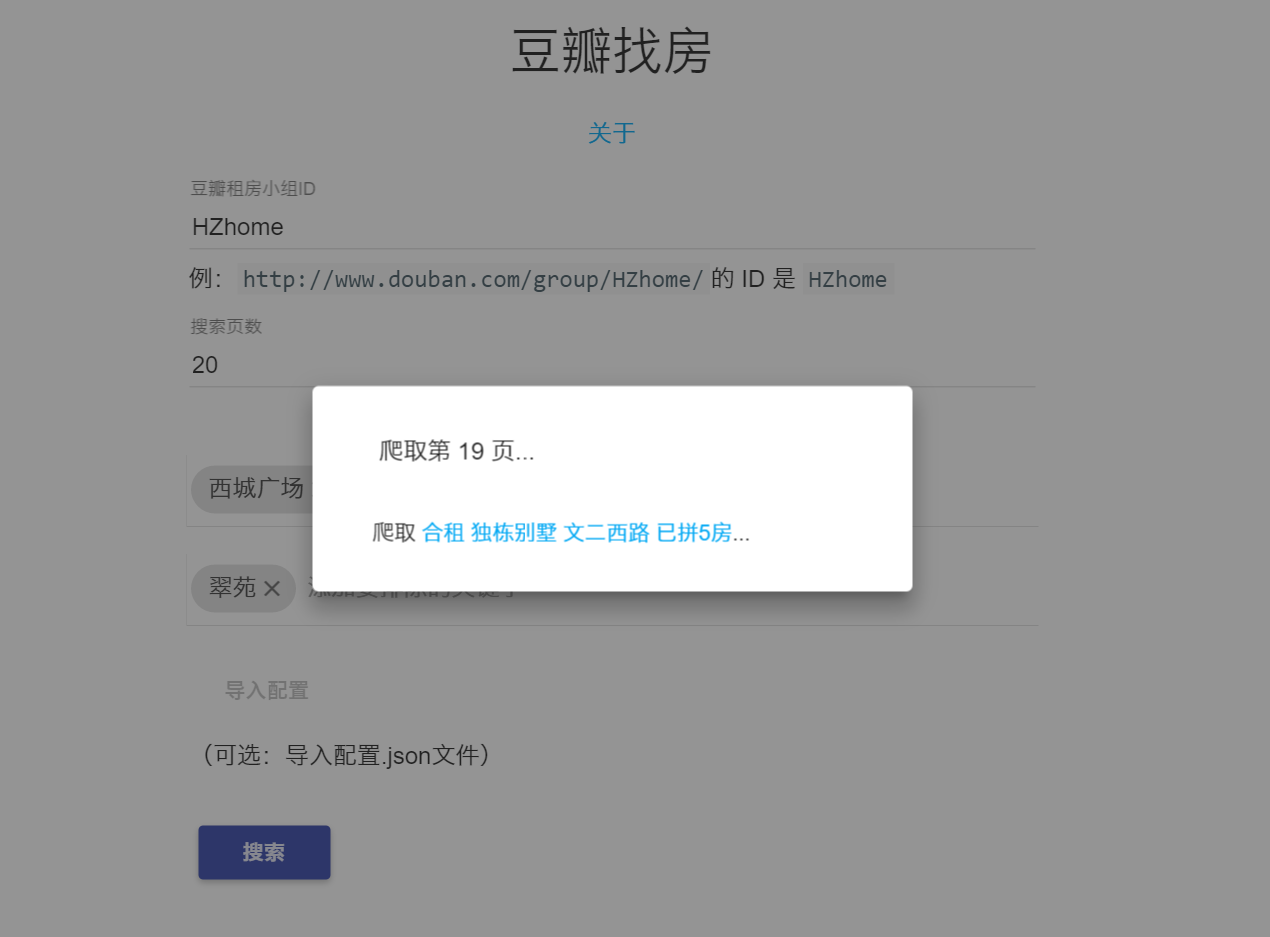 豆瓣找房
关于
豆瓣租房小组ID
HZhome
例： http://www.douban.com/group/HZhome/ 的 ID 是 HZhome
搜索页数
20
爬取第 19 页...
西城广场
爬取 合租 独栋别墅 文二西路 已拼5房...
翠苑 ×
导入配置
（可选：导入配置.json文件）
搜索